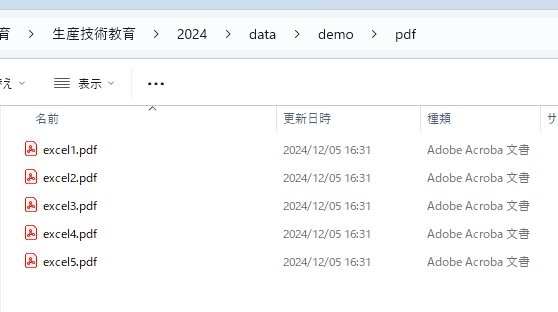 育 > 生産技術教育 > 2024 > data > demo > pdf
替え 表示 ...
名前 更新日時 種類 サ
excel1.pdf 2024/12/05 16:31 Adobe Acroba 文書
excel2.pdf 2024/12/05 16:31 Adobe Acroba 文書
excel3.pdf 2024/12/05 16:31 Adobe Acroba 文書
excel4.pdf 2024/12/05 16:31 Adobe Acroba 文書
excel5.pdf 2024/12/05 16:31 Adobe Acroba 文書